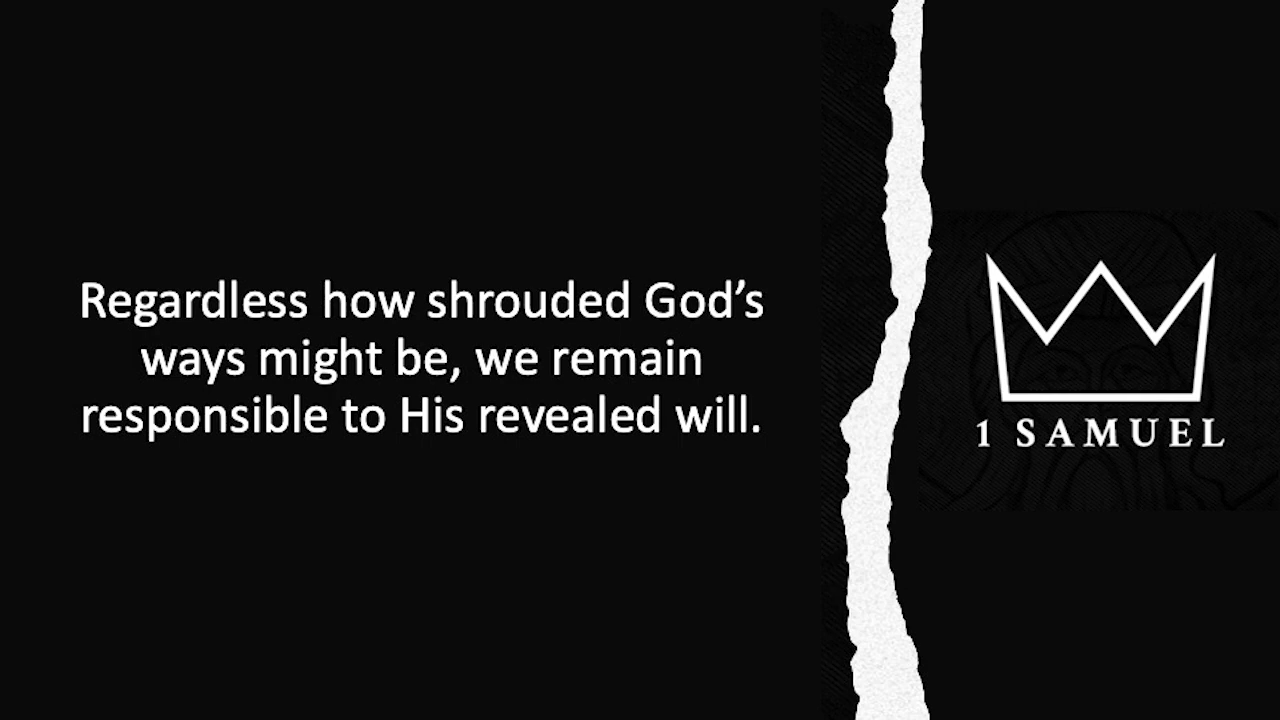 Regardless how shrouded God’s
ways might be, we remain
responsible to His revealed will.
1 SAMUEL